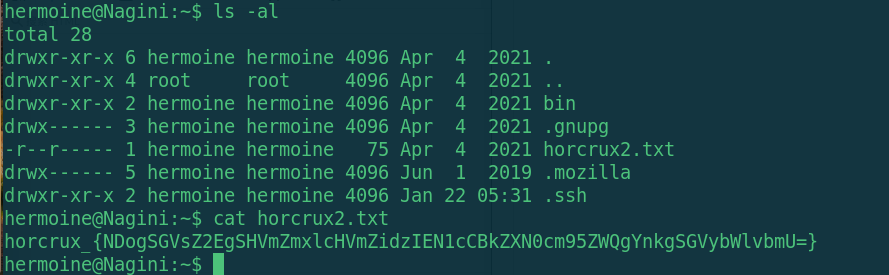 hermoine@Nagini:~$ ls -al
total 28
drwxr-xr-x 6 hermoine hermoine 4096 Apr  4  2021 .
drwxr-xr-x 4 root     root     4096 Apr  4  2021 ..
drwxr-xr-x 2 hermoine hermoine 4096 Apr  4  2021 bin
drwx------ 3 hermoine hermoine 4096 Apr  4  2021 .gnupg
-r--r----- 1 hermoine hermoine   75 Apr  4  2021 horcrux2.txt
drwx------ 5 hermoine hermoine 4096 Jun  1  2019 .mozilla
drwxr-xr-x 2 hermoine hermoine 4096 Jan 22 05:31 .ssh
hermoine@Nagini:~$ cat horcrux2.txt
horcrux_{NDogSGVsZ2EgSHVmZmxlcHVmZidzIEN1cCBkZXN0cm95ZWQgYnkgSGVybWlvbmU=}
hermoine@Nagini:~$